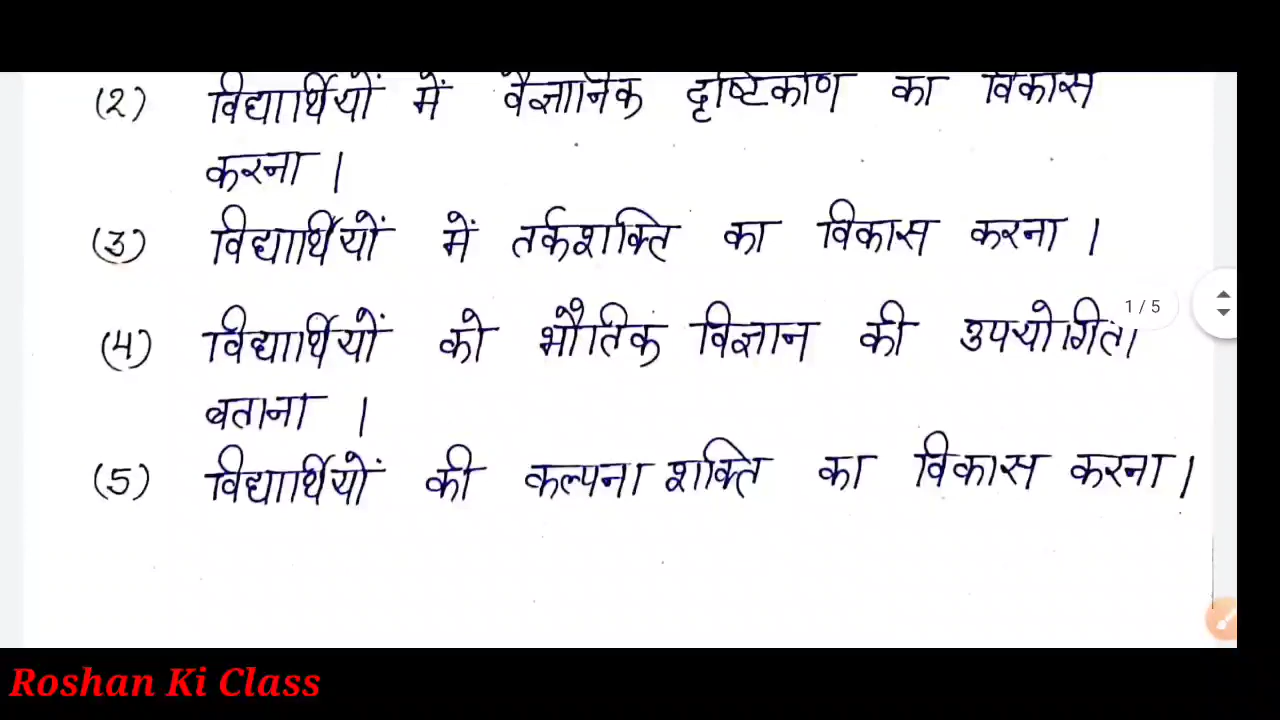 (2) विद्यार्थियों में वैज्ञानिक दृष्टिकोण का विकास
करना ।
(3) विद्यार्थियों में तर्कशक्ति का विकास करना ।
1 / 5
(4) विद्यार्थियों को भौतिक विज्ञान की उपयोगिता
बताना ।
(5) विद्यार्थियों की कल्पना शक्ति का विकास करना ।
Roshan Ki Class